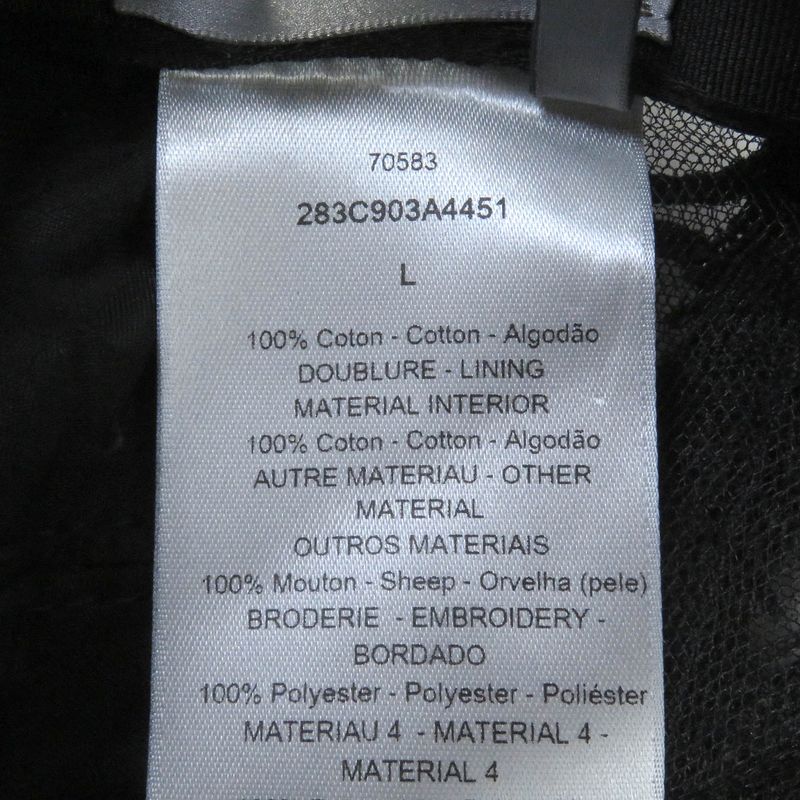 70583
283C903A4451
L
100% Coton - Cotton - Algodão
DOUBLURE - LINING
MATERIAL INTERIOR
100% Coton - Cotton - Algodão
AUTRE MATERIAU - OTHER
MATERIAL
OUTROS MATERIAIS
100% Mouton - Sheep - Orvelha (pele)
BRODERIE - EMBROIDERY -
BORDADO
100% Polyester - Polyester - Poliéster
MATERIAU 4 - MATERIAL 4 -
MATERIAL 4